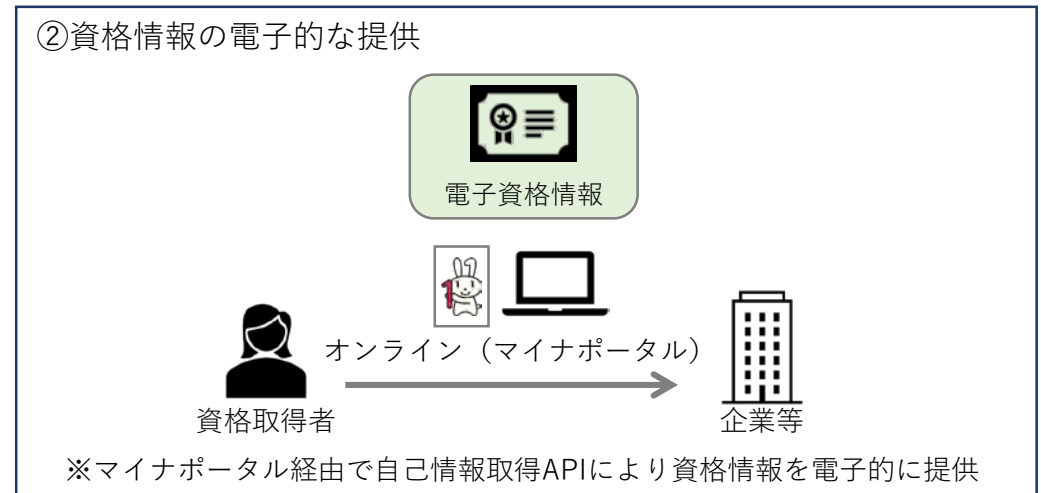 ②資格情報の電子的な提供
電子資格情報
オンライン（マイナポータル）
資格取得者
企業等
※マイナポータル経由で自己情報取得APIにより資格情報を電子的に提供